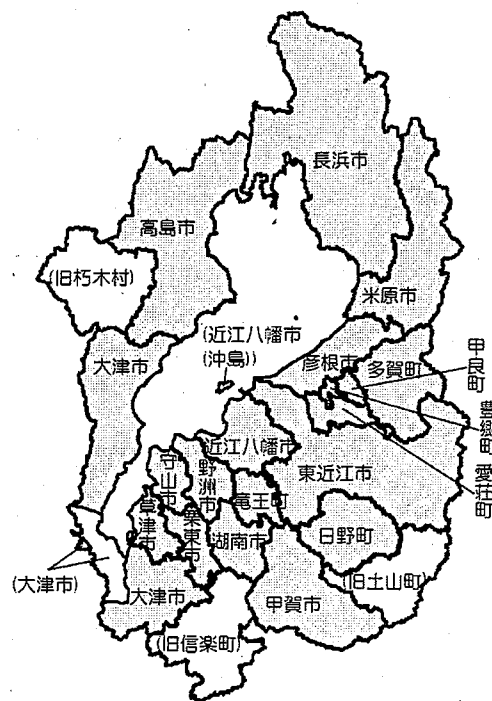 長浜市
高島市
(旧朽木村)
米原市
(近江八幡市
(沖島))
大津市
彦根市
多賀町
甲良町
豊郷町
愛荘町
近江八幡市
東近江市
守山市
野洲市
竜王町
草津市
栗東市
湖南市
日野町
(大津市)
大津市
甲賀市
(旧土山町)
(旧信楽町)